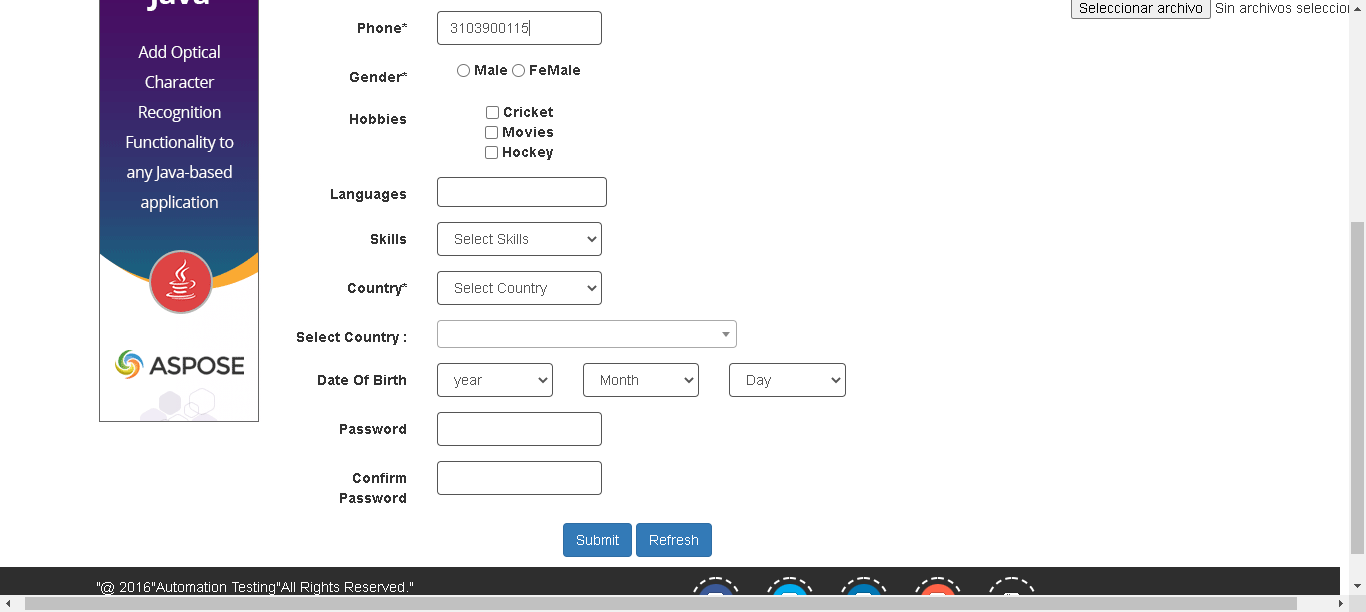 Java
Add Optical
Character
Recognition
Functionality to
any Java-based
application
ASPOSE
Seleccionar archivo Sin archivos seleccio
Phone* 3103900115
Gender* Male FeMale
Hobbies
Cricket
Movies
Hockey
Languages
Skills Select Skills
Country* Select Country
Select Country :
Date Of Birth year Month Day
Password
Confirm
Password
Submit Refresh
"@ 2016"Automation Testing"All Rights Reserved."